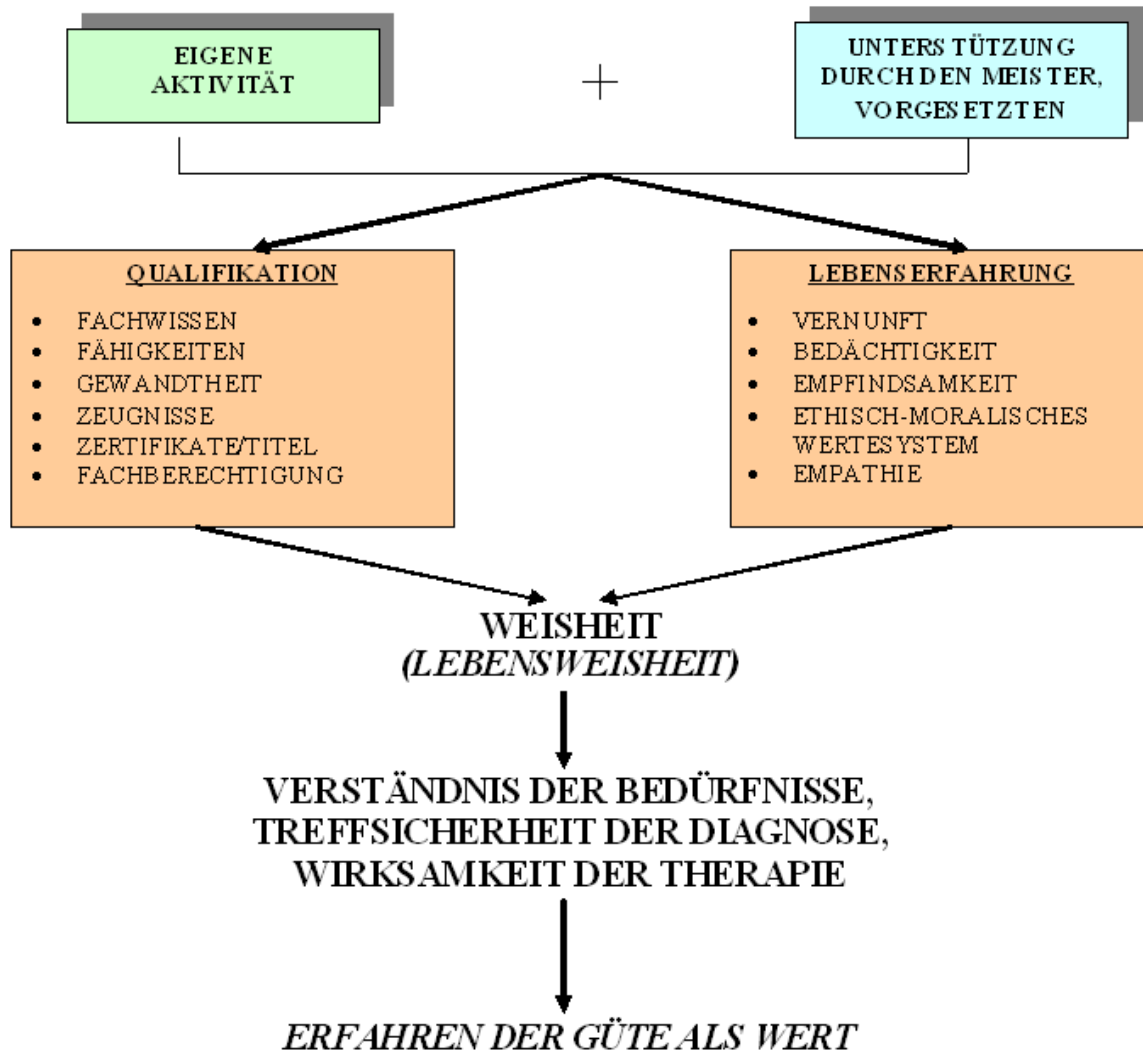 EIGENE
AKTIVITÄT
+
UNTERSTÜTZUNG
DURCH DEN MEISTER,
VORGESETZTEN
QUALIFIKATION
• FACHWISSEN
• FÄHIGKEITEN
• GEWANDTHEIT
• ZEUGNISSE
• ZERTIFIKATE/TITEL
• FACHBERECHTIGUNG
LEBENSERFAHRUNG
• VERNUNFT
• BEDÄCHTIGKEIT
• EMPFINDSAMKEIT
• ETHISCH-MORALISCHES
WERTESYSTEM
• EMPATHIE
WEISHEIT
(LEBENSWEISHEIT)
VERSTÄNDNIS DER BEDÜRFNISSE,
TREFFSICHERHEIT DER DIAGNOSE,
WIRKSAMKEIT DER THERAPIE
ERFAHREN DER GÜTE ALS WERT